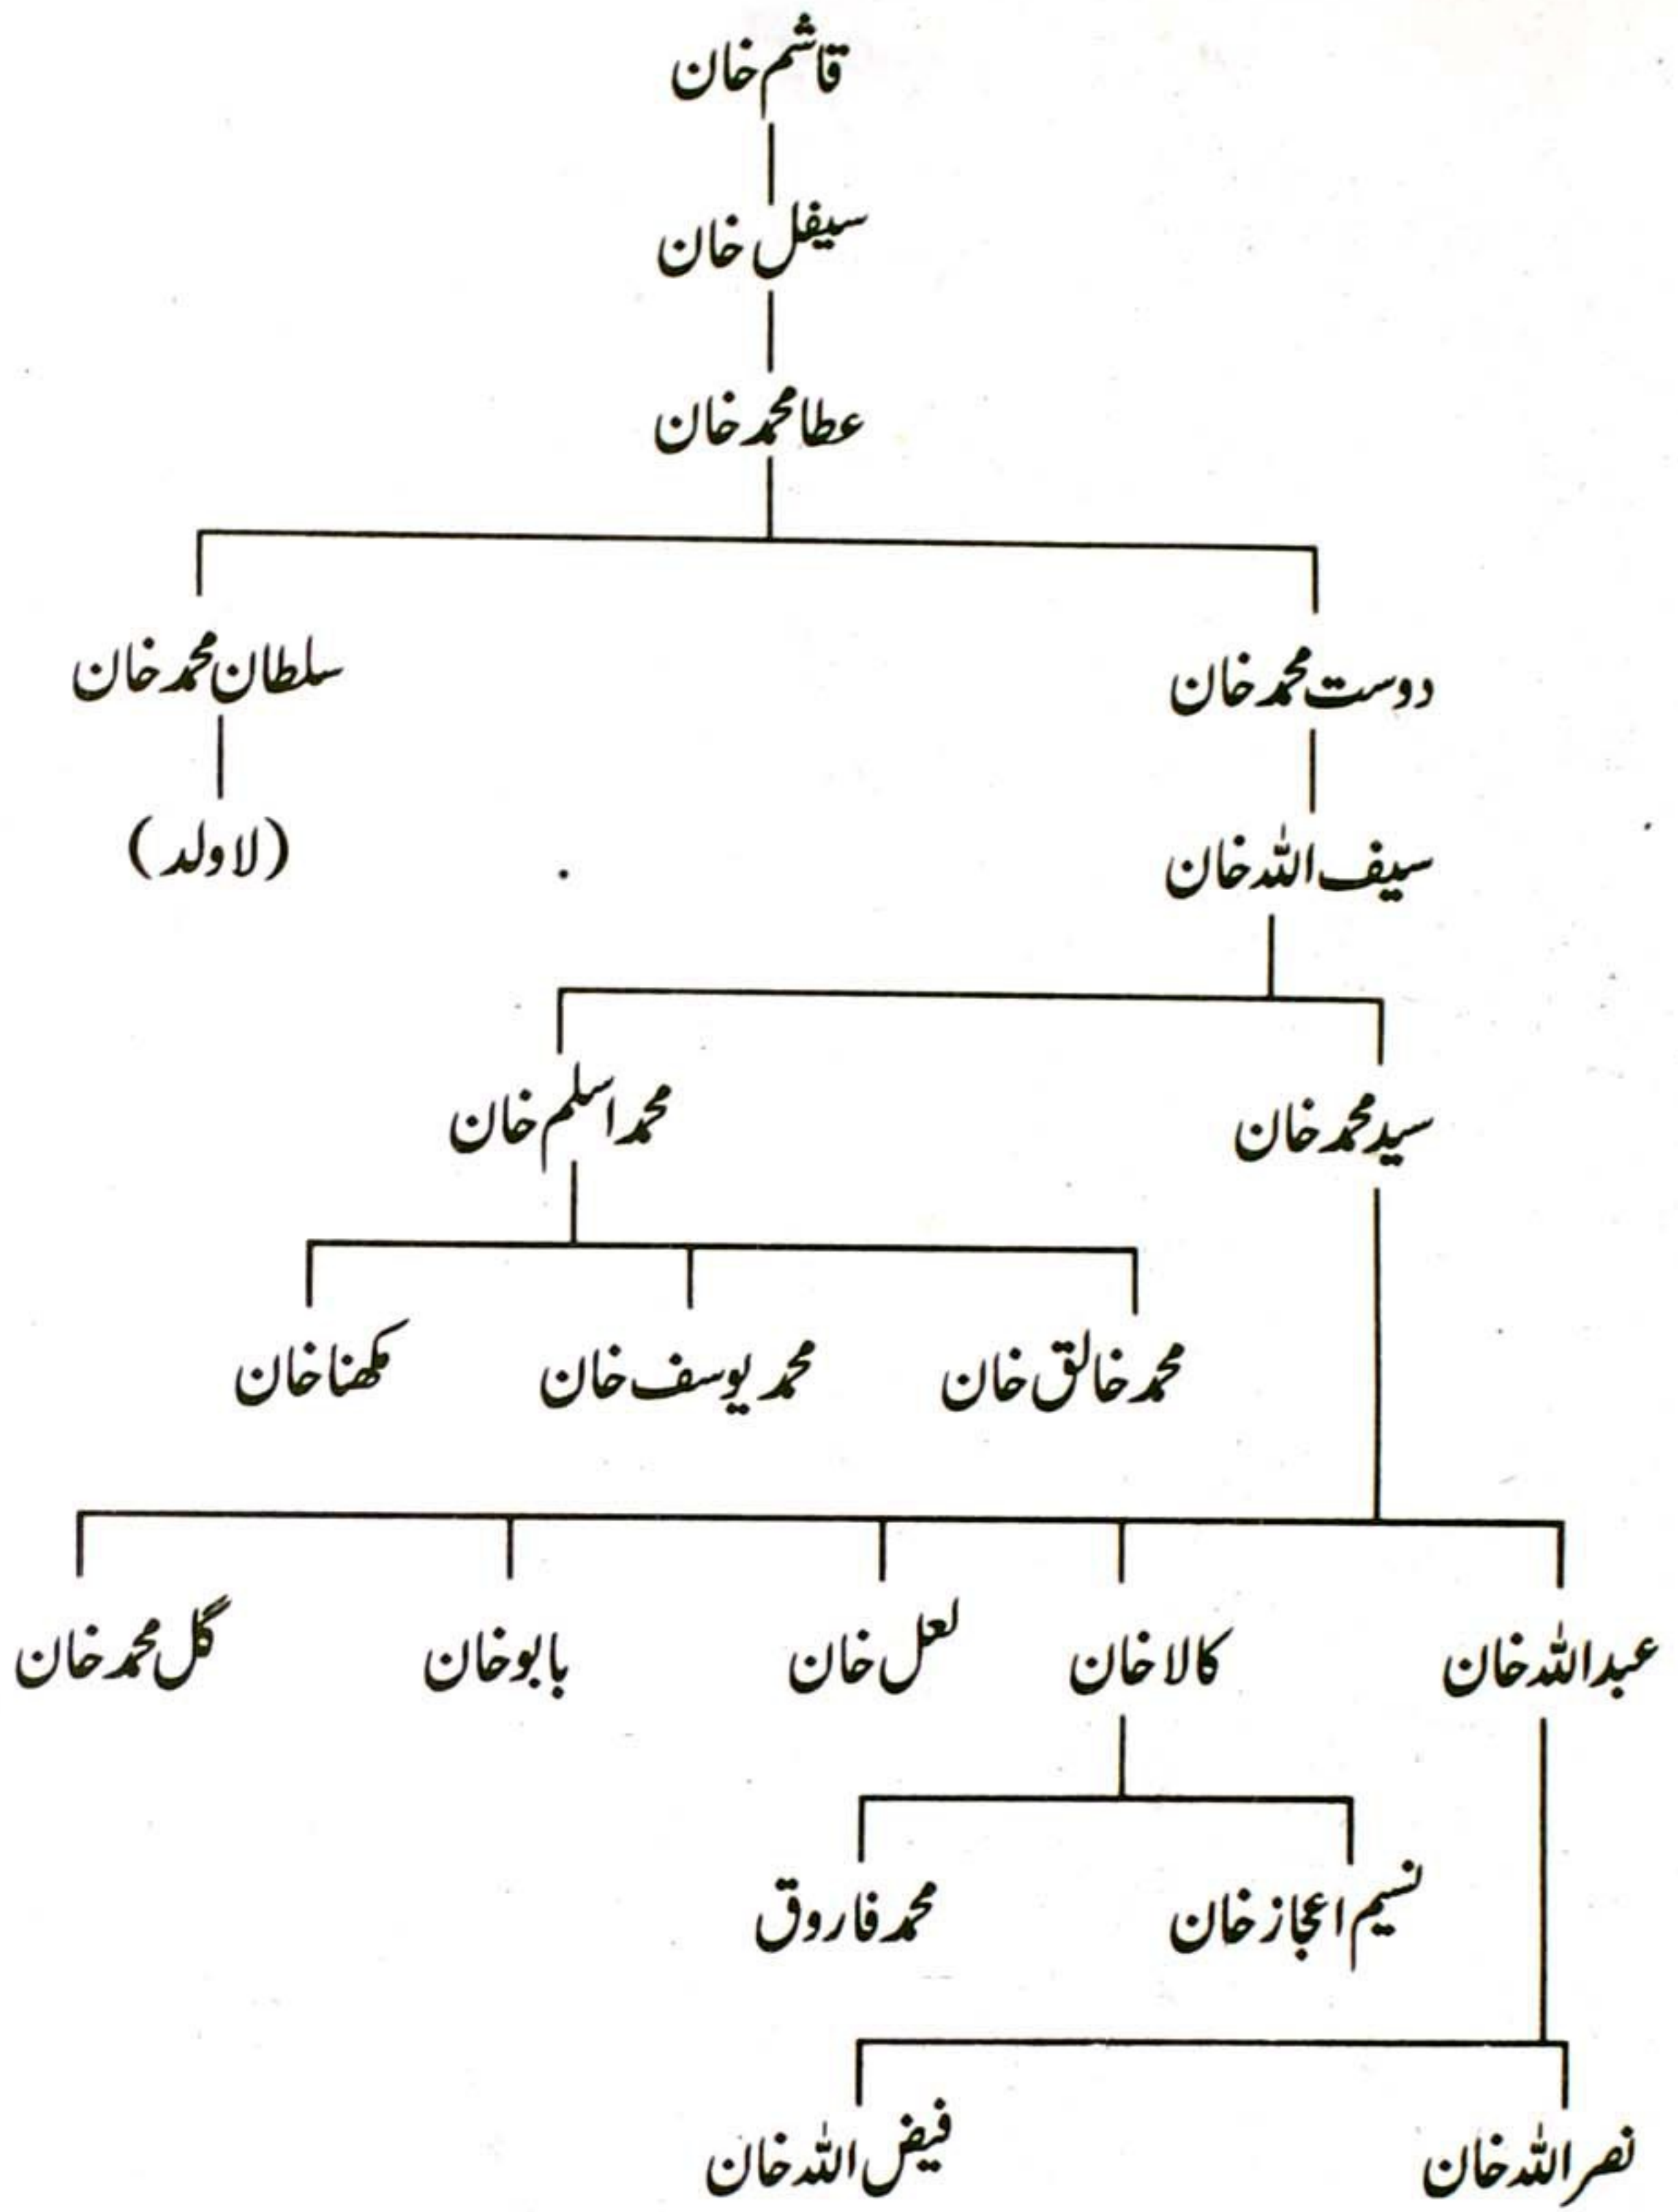 قاشم خان
سیفل خان
عطا محمد خان
دوست محمد خان
سلطان محمد خان
سیف اللہ خان
(لاولد)
سید محمد خان
محمد اسلم خان
محمد خالق خان
محمد یوسف خان
مکھنا خان
عبداللہ خان
کالا خان
لعل خان
بابو خان
گل محمد خان
نسیم اعجاز خان
محمد فاروق
نصر اللہ خان
فیض اللہ خان